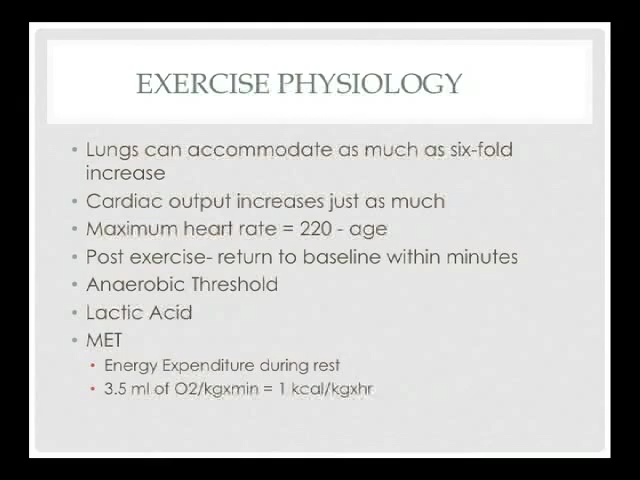 EXERCISE PHYSIOLOGY
• Lungs can accommodate as much as six-fold
increase
• Cardiac output increases just as much
• Maximum heart rate = 220 - age
• Post exercise- return to baseline within minutes
• Anaerobic Threshold
• Lactic Acid
• MET
• Energy Expenditure during rest
• 3.5 ml of O2/kgxmin = 1 kcal/kgxhr